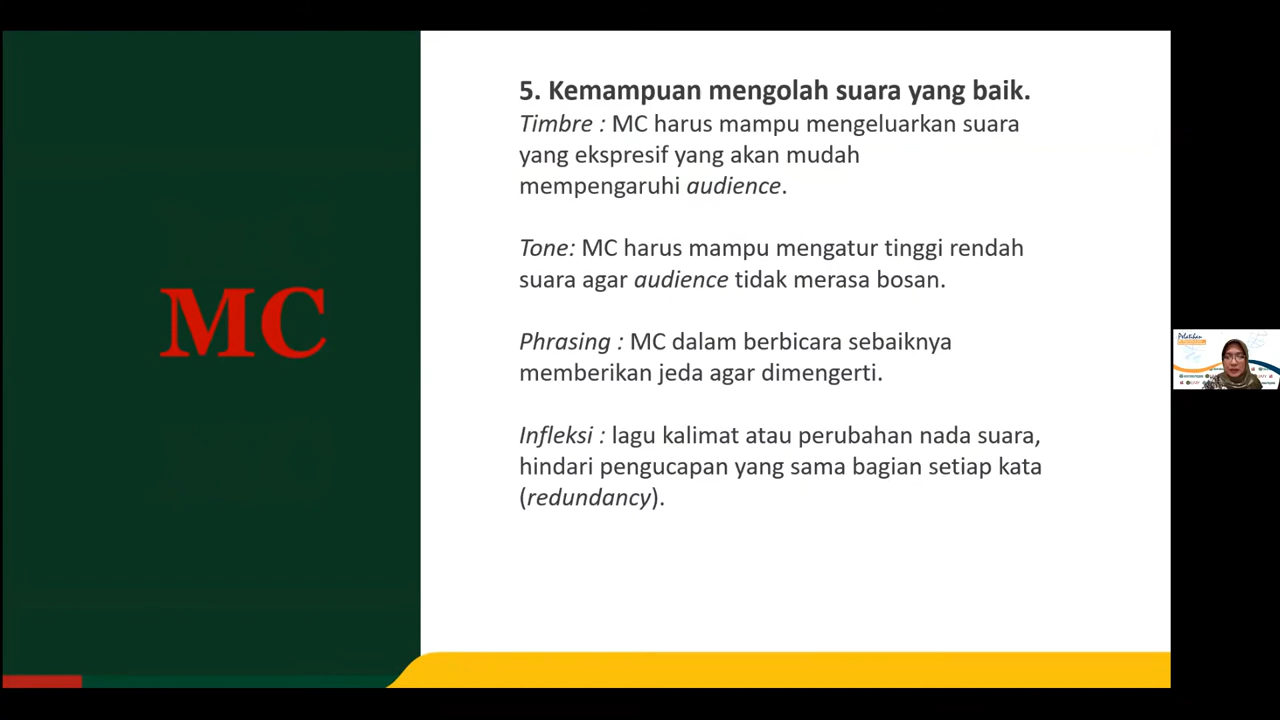 MC
5. Kemampuan mengolah suara yang baik.
Timbre : MC harus mampu mengeluarkan suara
yang ekspresif yang akan mudah
mempengaruhi audience.
Tone: MC harus mampu mengatur tinggi rendah
suara agar audience tidak merasa bosan.
Phrasing : MC dalam berbicara sebaiknya
memberikan jeda agar dimengerti.
Infleksi : lagu kalimat atau perubahan nada suara,
hindari pengucapan yang sama bagian setiap kata
(redundancy).
Pelatihan